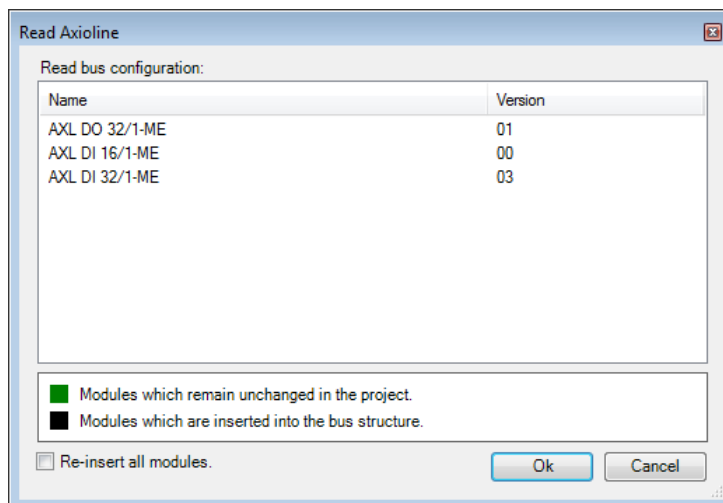 Read Axioline
Read bus configuration:
Name Version
AXL DO 32/1-ME 01
AXL DI 16/1-ME 00
AXL DI 32/1-ME 03
Modules which remain unchanged in the project.
Modules which are inserted into the bus structure.
Re-insert all modules. Ok Cancel